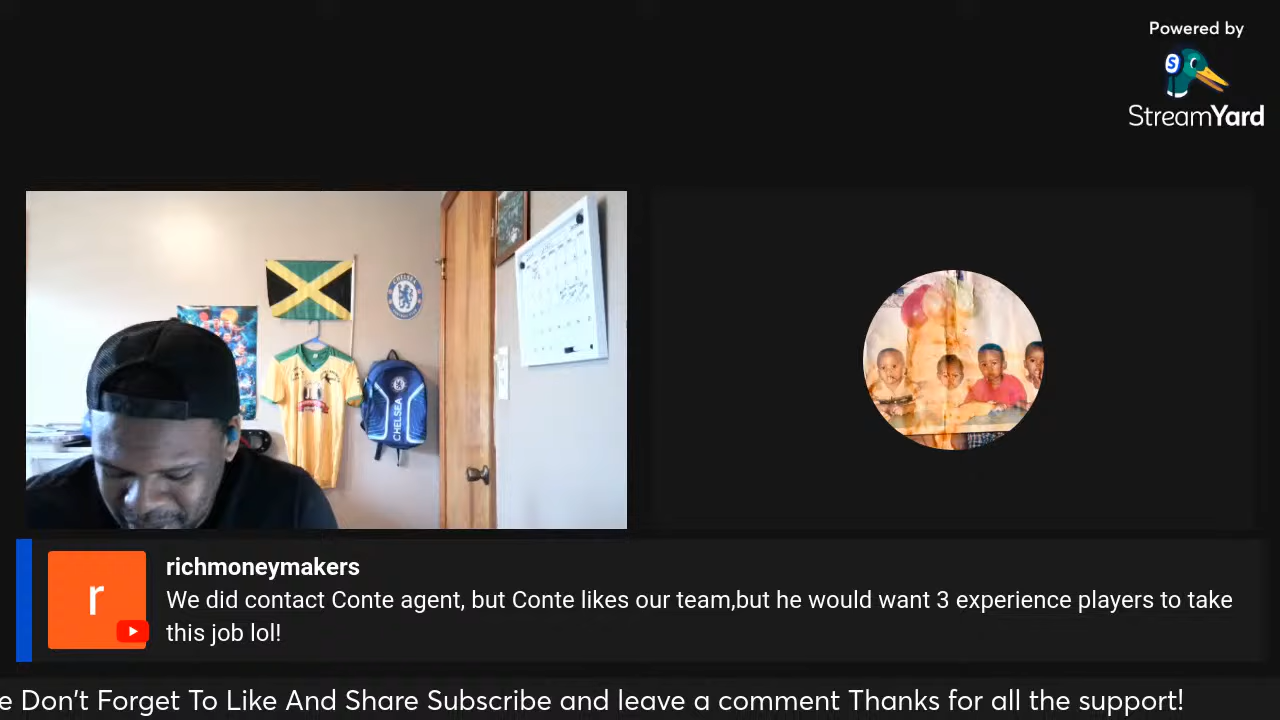 Powered by
S
StreamYard
CHELSEA
CHELSEA
r
richmoneymakers
We did contact Conte agent, but Conte likes our team,but he would want 3 experience players to take
this job lol!
e Don't Forget To Like And Share Subscribe and leave a comment Thanks for all the support!